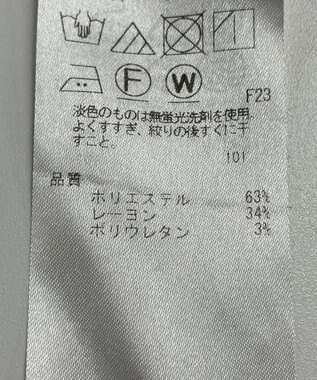 F W
F23
淡色のものは無蛍光洗剤を使用。
よくすすぎ、絞りの後すぐに干
すこと。
101
品質
ポリエステル 63%
レーヨン 34%
ポリウレタン 3%